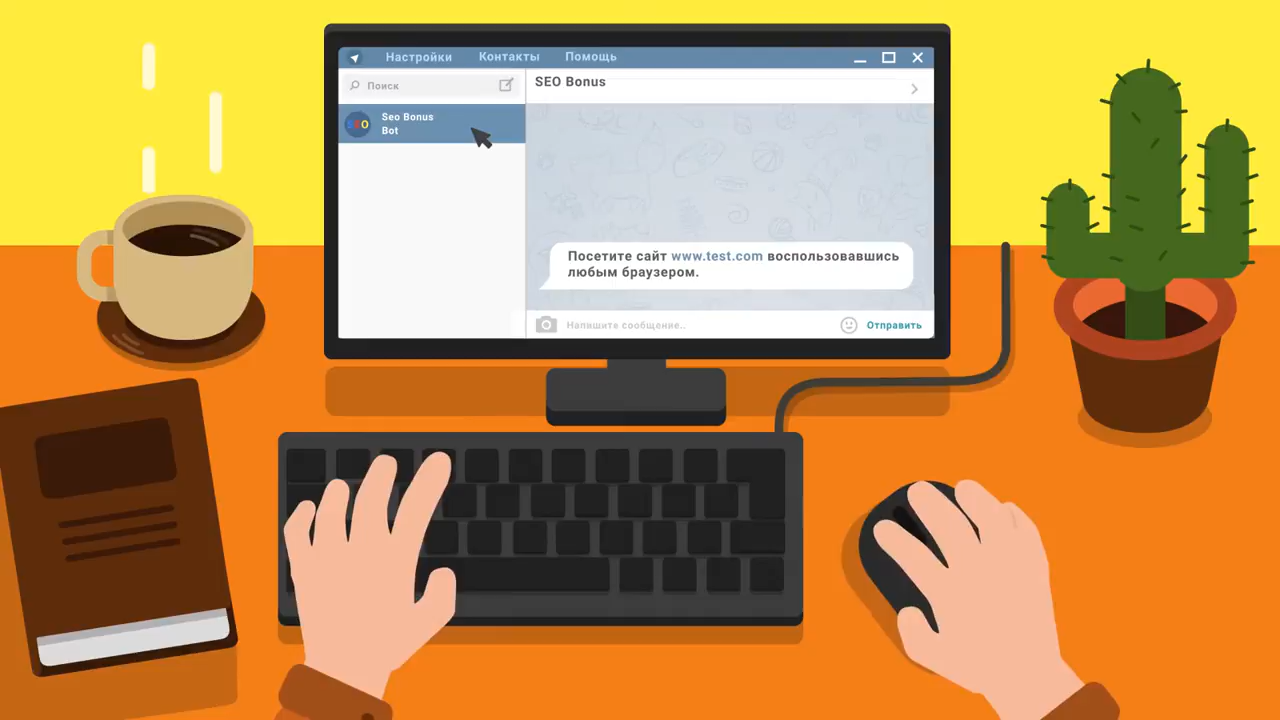 Настройки Контакты Помощь
Поиск
SEO Bonus
SEO
Seo Bonus
Bot
Посетите сайт www.test.com воспользовавшись
любым браузером.
Напишите сообщение..
Отправить